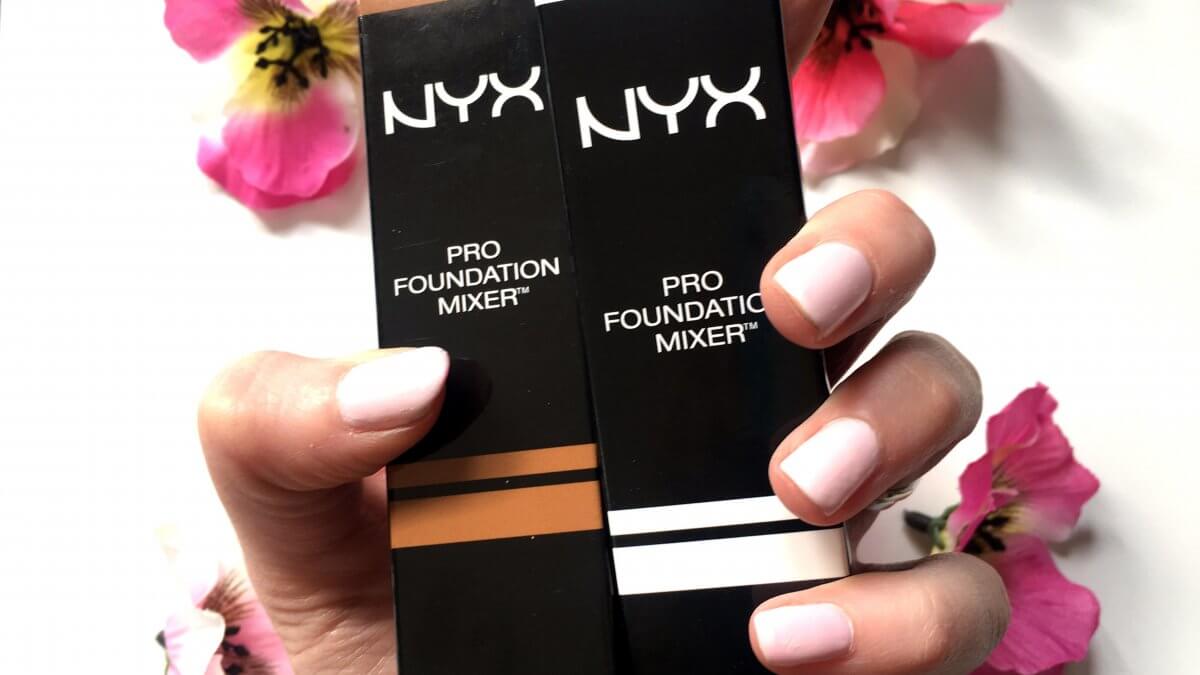 NYX
PRO
FOUNDATION
MIXER™
NYX
PRO
FOUNDATIO
MIXER™